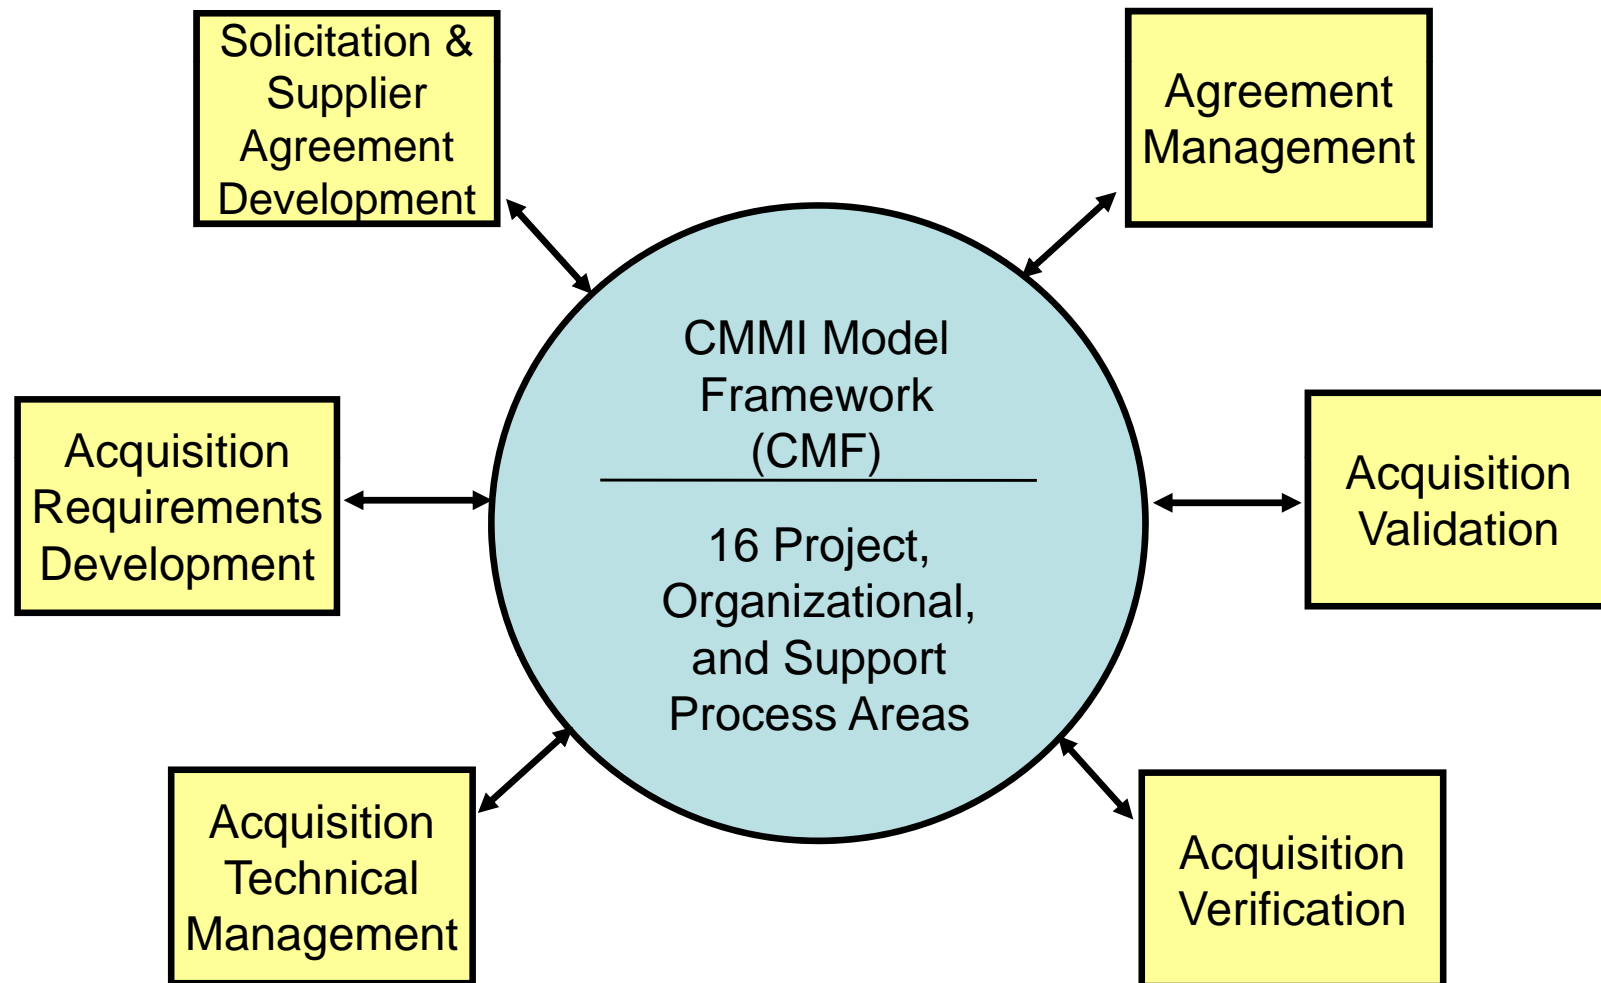 Solicitation &
Supplier
Agreement
Development
Agreement
Management
CMMI Model
Framework
(CMF)
16 Project,
Organizational,
and Support
Process Areas
Acquisition
Requirements
Development
Acquisition
Validation
Acquisition
Technical
Management
Acquisition
Verification